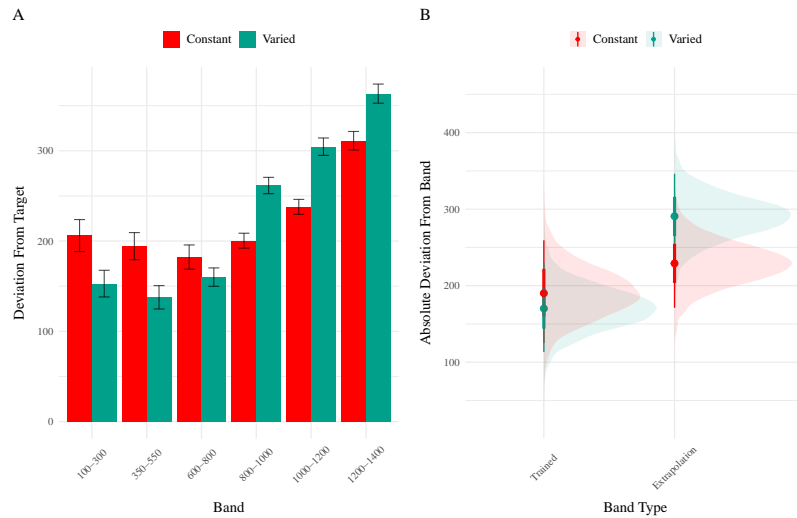 A
Constant Varied
Deviation From Target
300
200
100
0
100–300
350–550
600–800
800–1000
1000–1200
1200–1400
Band
B
Constant Varied
Absolute Deviation From Band
400
300
200
100
Trained
Extrapolation
Band Type